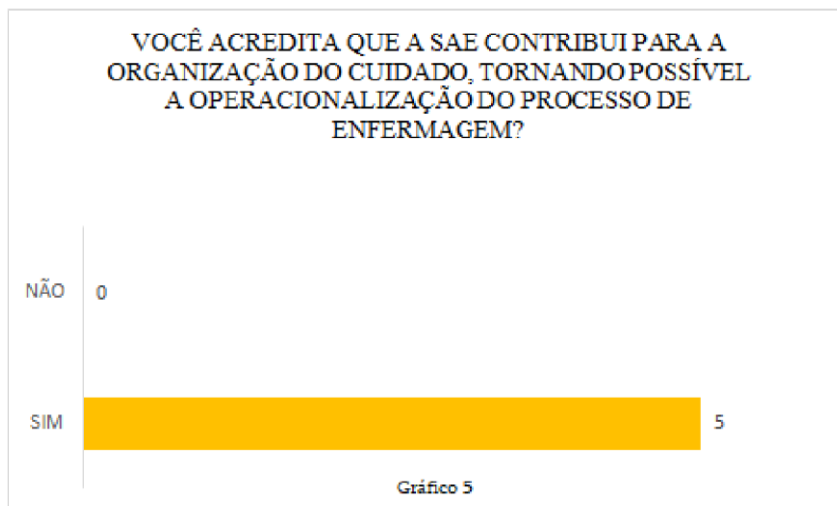 VOCÊ ACREDITA QUE A SAE CONTRIBUI PARA A
ORGANIZAÇÃO DO CUIDADO, TORNANDO POSSÍVEL
A OPERACIONALIZAÇÃO DO PROCESSO DE
ENFERMAGEM?
NÃO 0
SIM 5
Gráfico 5